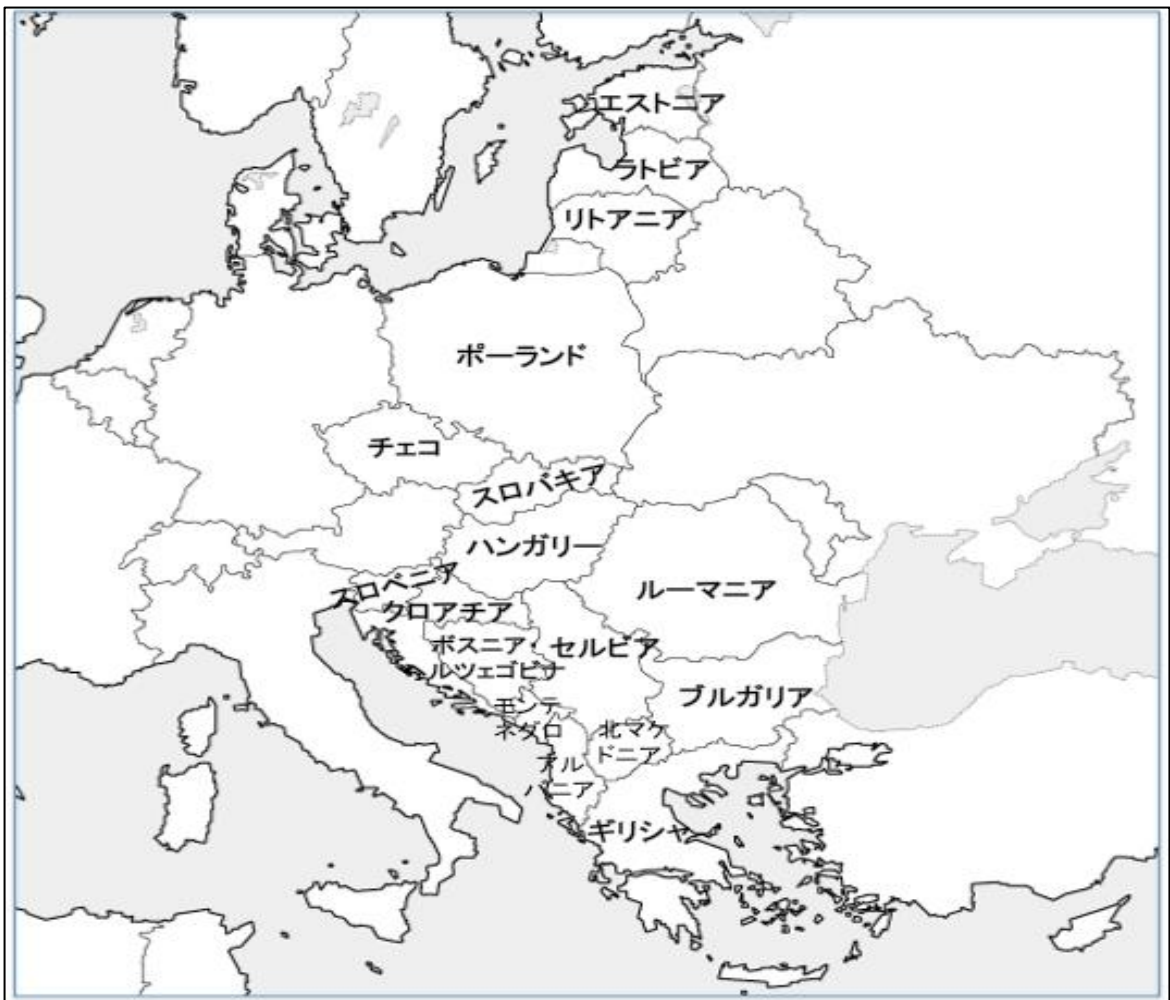 エストニア
ラトビア
リトアニア
ポーランド
チェコ
スロバキア
ハンガリー
スロベニア
ルーマニア
クロアチア
ボスニア・
ルツェゴビナ
セルビア
ブルガリア
モンテ
ネグロ
北マケ
ドニア
アル
バニア
ギリシャ